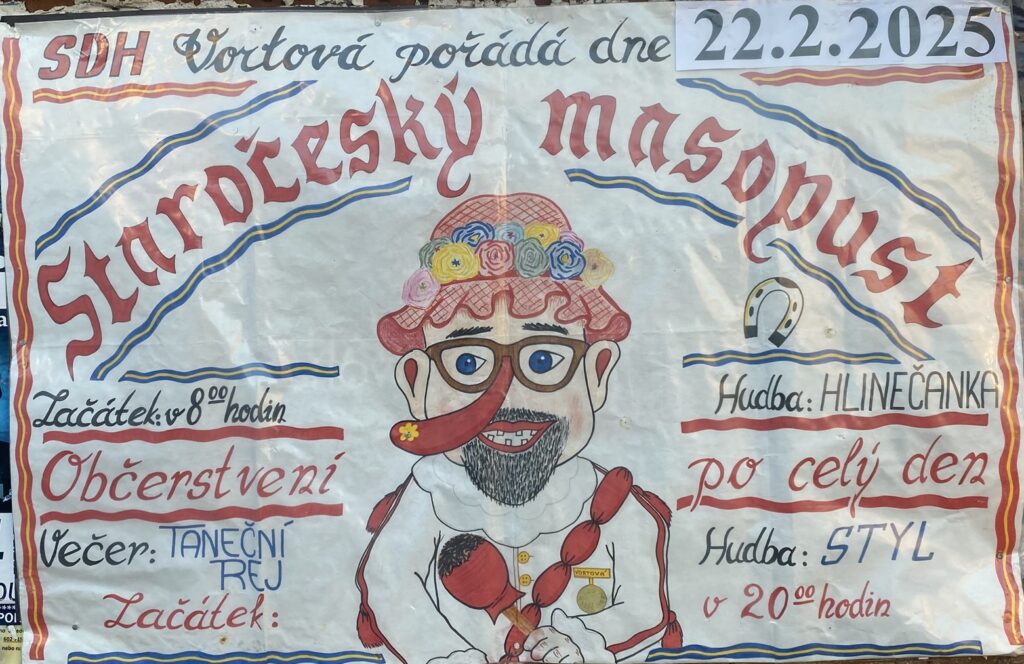 SDH Vortová pořádá dne 22.2.2025
Staročeský masopust
Začátek: v 8⁰⁰ hodin
Hudba: HLINEČANKA
Občerstvení po celý den
Večer: TANEČNÍ REJ
Hudba: STYL
Začátek: v 20⁰⁰ hodin
VORTOVÁ